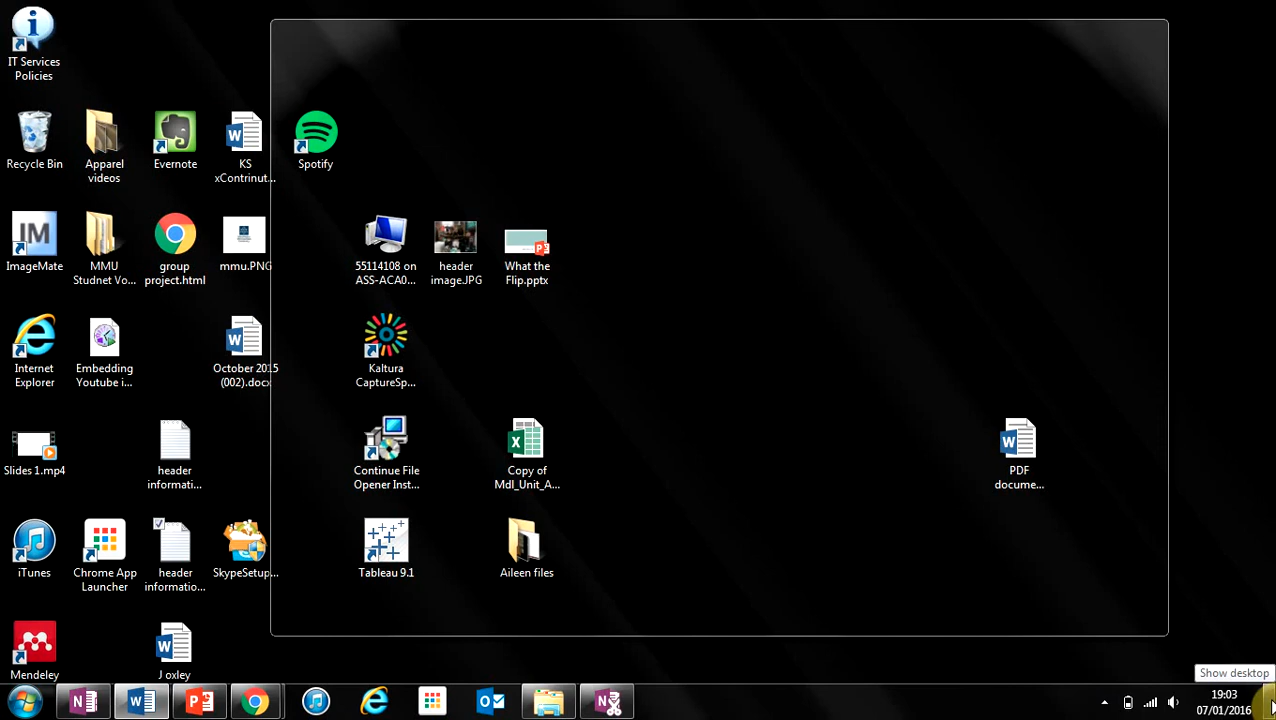 IT Services
Policies
Recycle Bin
Apparel
videos
Evernote
KS
xContrinut...
Spotify
IM
ImageMate
MMU
Studnet Vo...
group
project.html
mmu.PNG
55114108 on
ASS-ACA0...
header
image.JPG
What the
Flip.pptx
Internet
Explorer
Embedding
Youtube i...
October 2015
(002).docx
Kaltura
CaptureSp...
Slides 1.mp4
header
informati...
Continue File
Opener Inst...
Copy of
Mdl_Unit_A...
PDF
docume...
iTunes
Chrome App
Launcher
header
informatio...
SkypeSetup...
Tableau 9.1
Aileen files
Mendeley
J oxley
Show desktop
19:03
07/01/2016